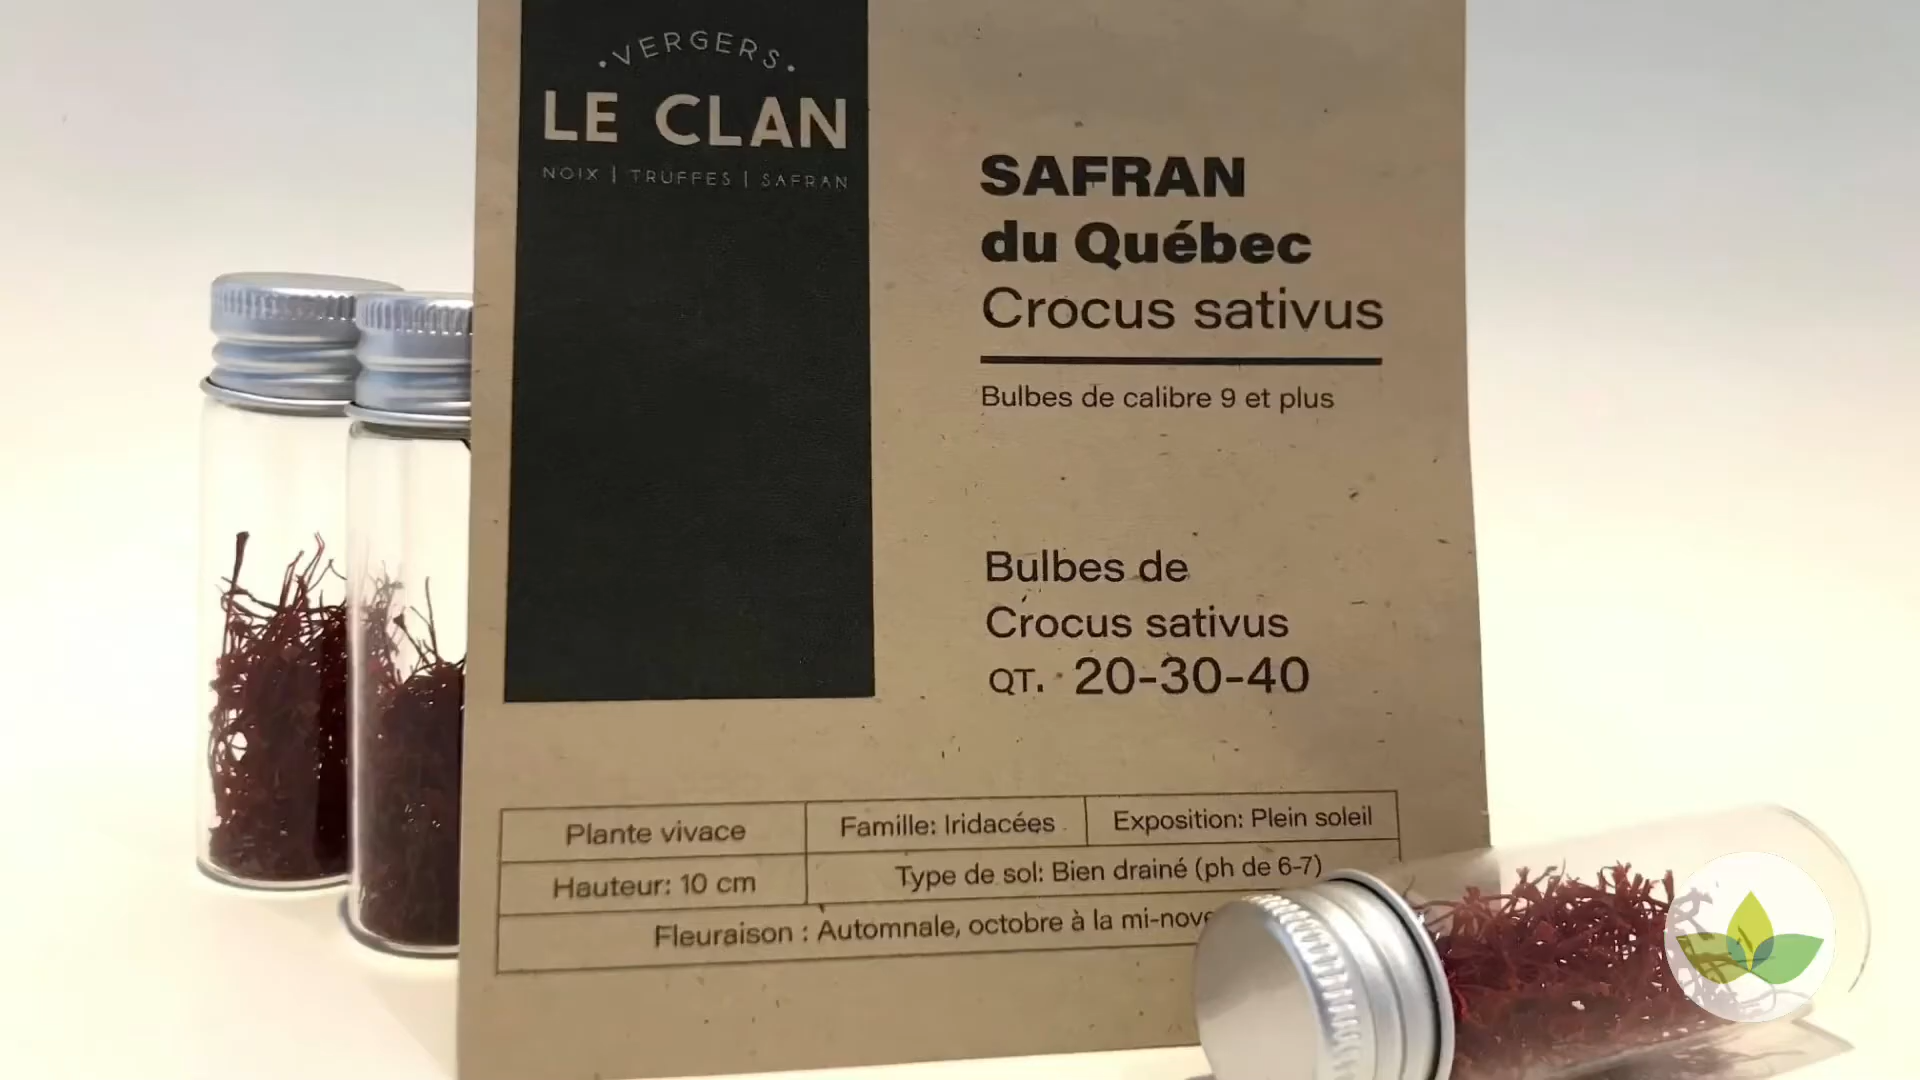 VERGERS
LE CLAN
NOIX | TRUFFES | SAFRAN
SAFRAN
du Québec
Crocus sativus
Bulbes de calibre 9 et plus
Bulbes de
Crocus sativus
QT. 20-30-40
Plante vivace
Famille: Iridacées
Exposition: Plein soleil
Hauteur: 10 cm
Type de sol: Bien drainé (ph de 6-7)
Fleuraison : Automnale, octobre à la